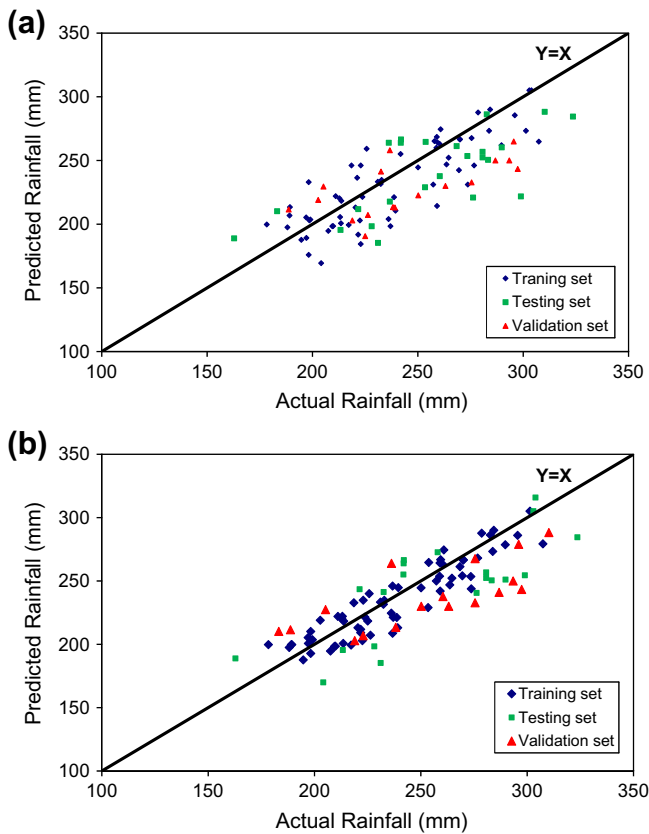 (a)
350
300
250
200
150
100
100 150 200 250 300 350
Predicted Rainfall (mm)
Actual Rainfall (mm)
Y=X
Traning set
Testing set
Validation set
(b)
350
300
250
200
150
100
100 150 200 250 300 350
Predicted Rainfall (mm)
Actual Rainfall (mm)
Y=X
Training set
Testing set
Validation set